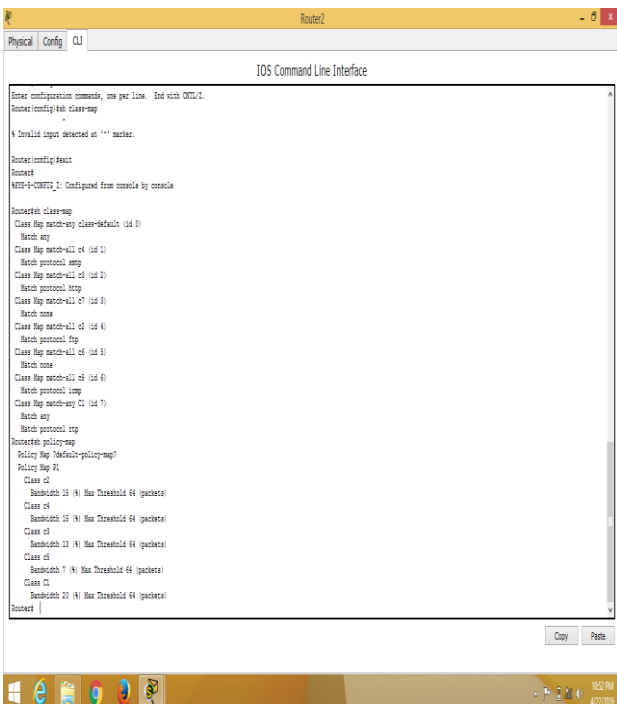 Router2
Physical Config CLI
IOS Command Line Interface
Enter configuration commands, one per line. End with CNTL/Z.
Router(config)#sh class-map
^
% Invalid input detected at '^' marker.
Router(config)#exit
Router#
%SYS-5-CONFIG_I: Configured from console by console
Router#sh class-map
Class Map match-any class-default (id 0)
Match any
Class Map match-all c4 (id 1)
Match protocol smtp
Class Map match-all c3 (id 2)
Match protocol http
Class Map match-all c7 (id 3)
Match none
Class Map match-all c2 (id 4)
Match protocol ftp
Class Map match-all c6 (id 5)
Match none
Class Map match-all c5 (id 6)
Match protocol icmp
Class Map match-any C1 (id 7)
Match any
Match protocol rtp
Router#sh policy-map
Policy Map ?default-policy-map?
Policy Map P1
Class c2
Bandwidth 15 (%) Max Threshold 64 (packets)
Class c4
Bandwidth 15 (%) Max Threshold 64 (packets)
Class c3
Bandwidth 13 (%) Max Threshold 64 (packets)
Class c5
Bandwidth 7 (%) Max Threshold 64 (packets)
Class C1
Bandwidth 20 (%) Max Threshold 64 (packets)
Router#
Copy Paste
10:52 PM
4/27/2016